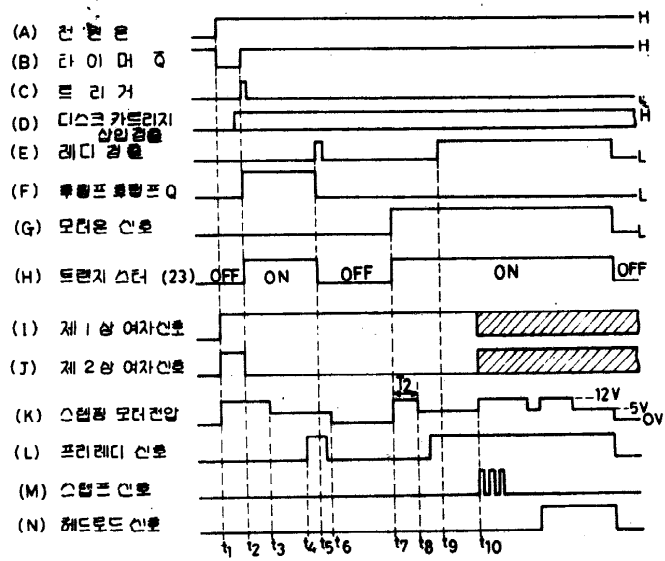 (A) 전원온 H
(B) 타이머 Q̅ H
(C) 트리거 L
(D) 디스크 카트리지 삽입검출 H
(E) 레디 검출 L
(F) 후립프 후롭프 Q L
(G) 모터온 신호 L
(H) 트랜지스터 (23) OFF ON OFF ON OFF
(I) 제 1 상 여자신호
(J) 제 2 상 여자신호
T2
(K) 스텝핑 모터전압 12V 5V 0V
(L) 프리레디 신호
(M) 스텝프 신호
(N) 헤드로드 신호
t1 t2 t3 t4 t5 t6 t7 t8 t9 t10